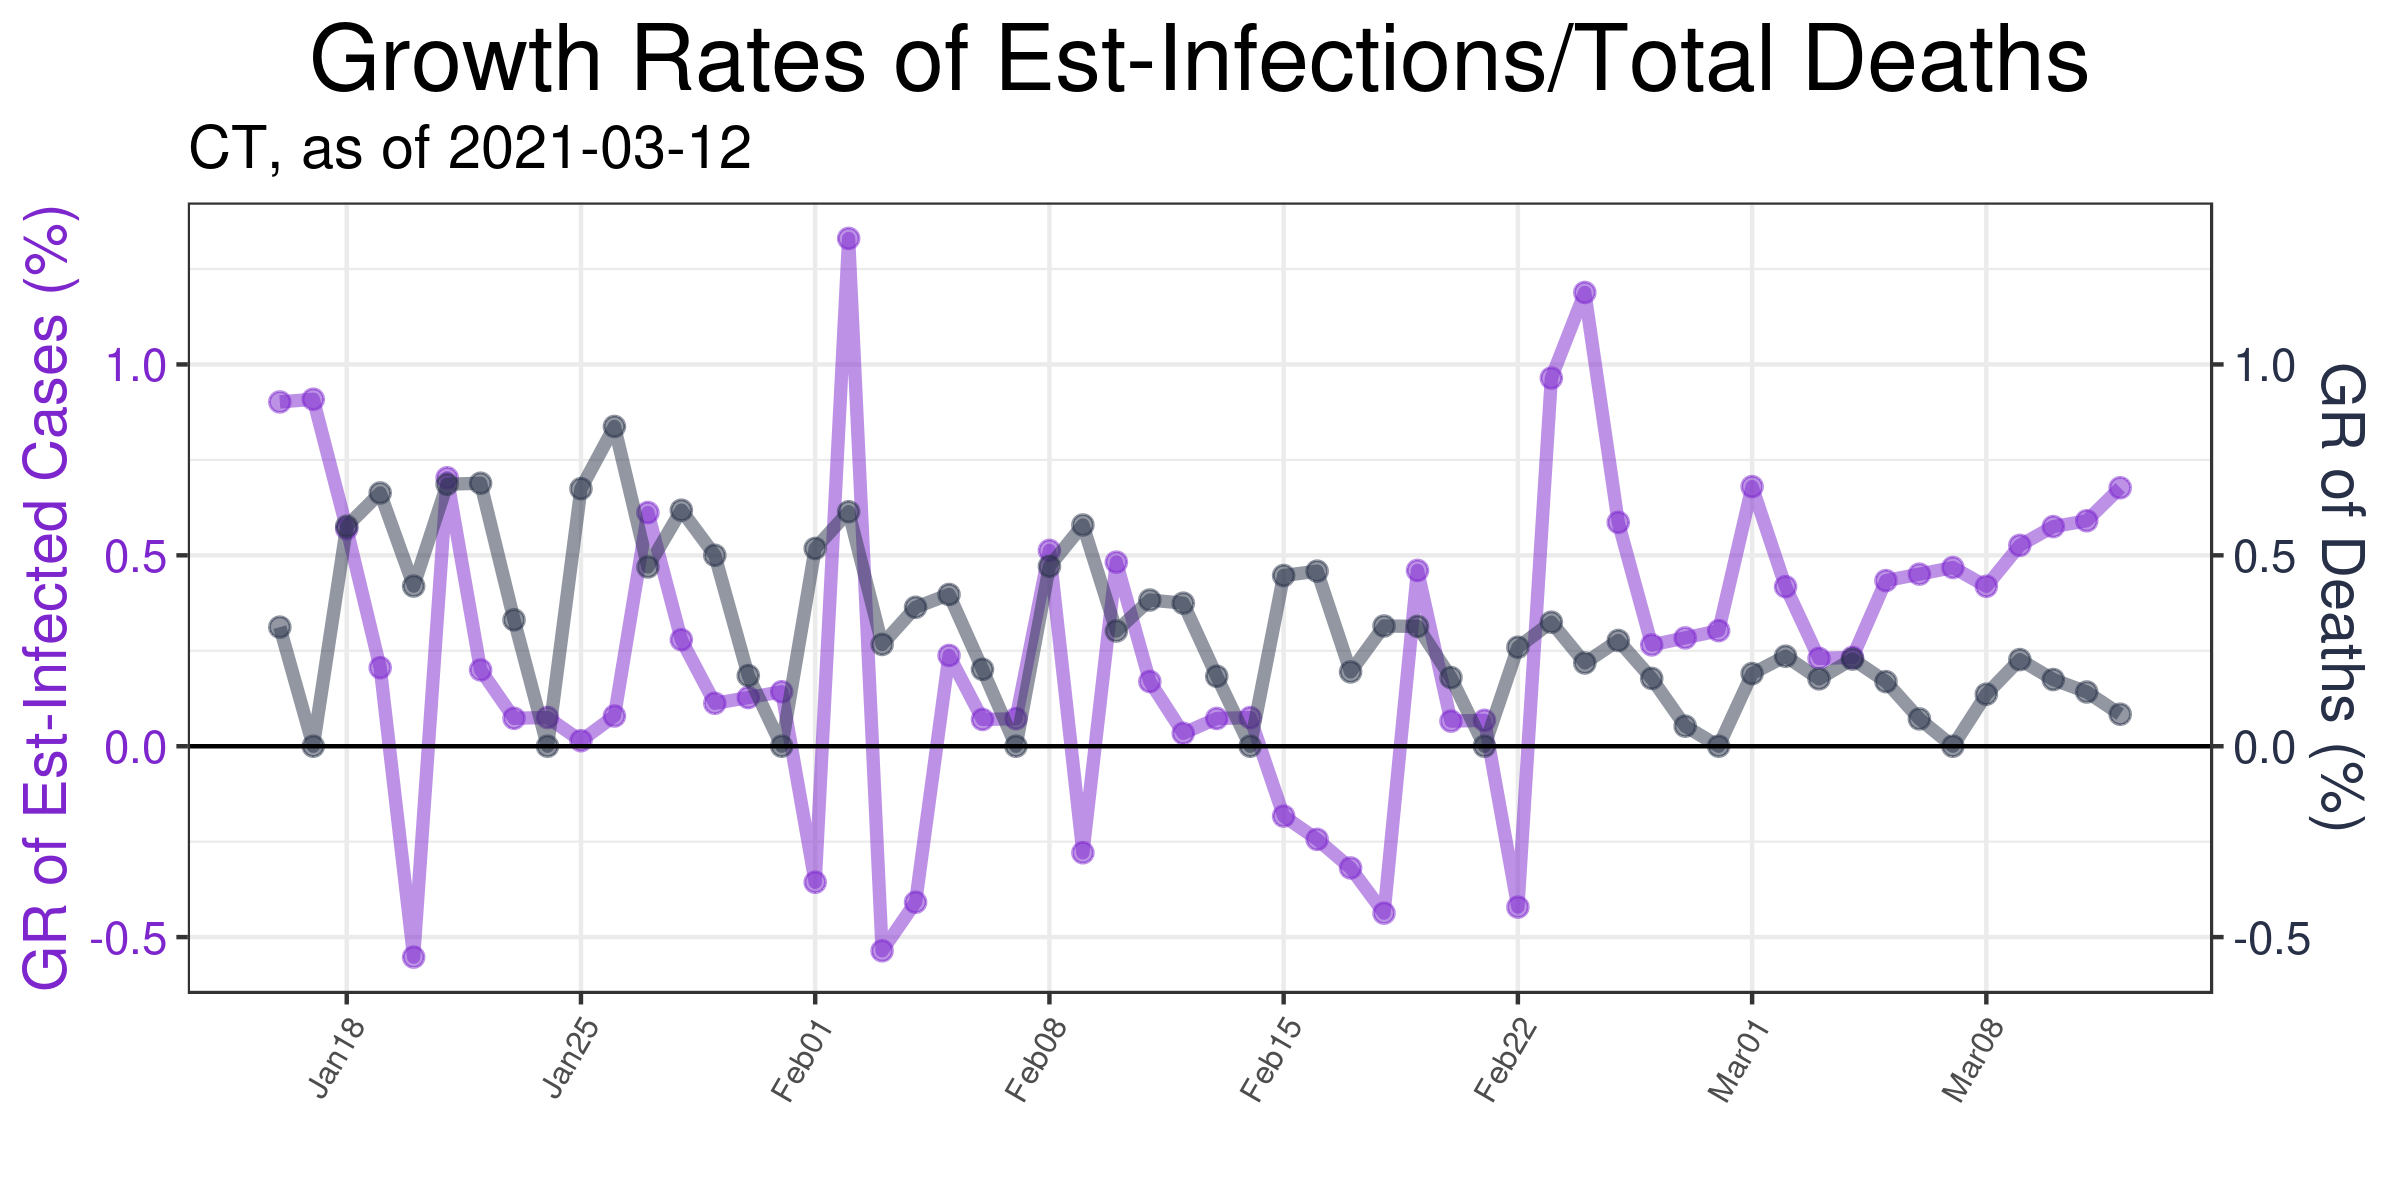 Growth Rates of Est-Infections/Total Deaths
CT, as of 2021-03-12
GR of Est-Infected Cases (%)
1.0
0.5
0.0
-0.5
1.0
0.5
0.0
-0.5
GR of Deaths (%)
Jan18
Jan25
Feb01
Feb08
Feb15
Feb22
Mar01
Mar08